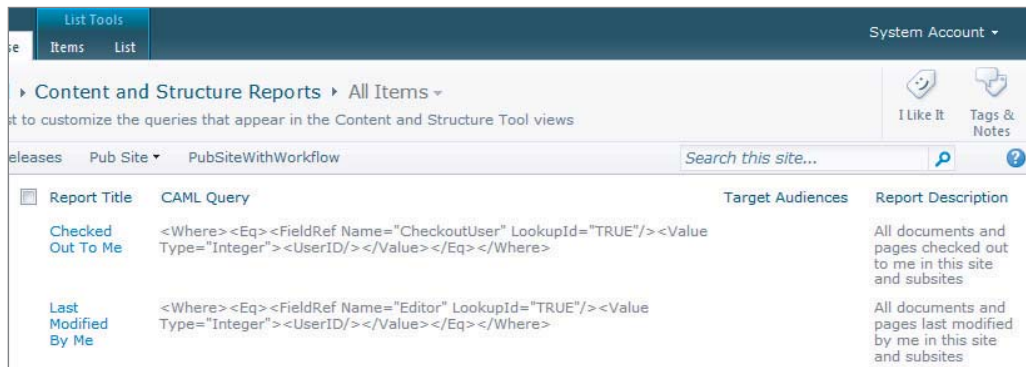 List Tools
se Items List
System Account
Content and Structure Reports All Items
st to customize the queries that appear in the Content and Structure Tool views
I Like It
Tags &
Notes
eleases Pub Site PubSiteWithWorkflow
Search this site...
Report Title CAML Query Target Audiences Report Description
Checked
Out To Me
<Where><Eq><FieldRef Name="CheckoutUser" LookupId="TRUE"/><Value
Type="Integer"><UserID/></Value></Eq></Where>
All documents and
pages checked out
to me in this site
and subsites
Last
Modified
By Me
<Where><Eq><FieldRef Name="Editor" LookupId="TRUE"/><Value
Type="Integer"><UserID/></Value></Eq></Where>
All documents and
pages last modified
by me in this site
and subsites